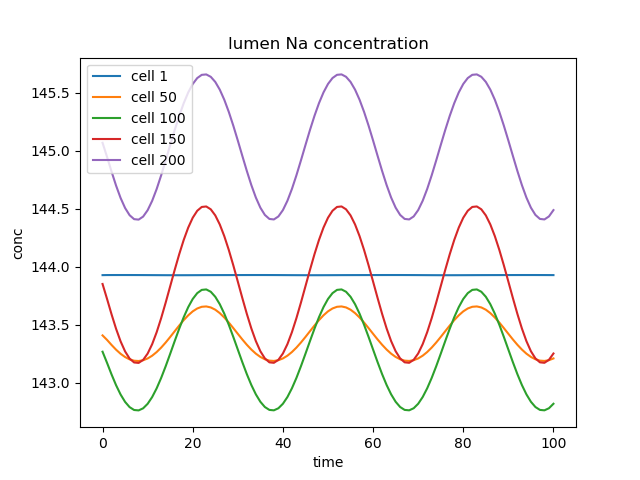 lumen Na concentration
cell 1
cell 50
cell 100
cell 150
cell 200
145.5
145.0
144.5
144.0
143.5
143.0
conc
0 20 40 60 80 100
time